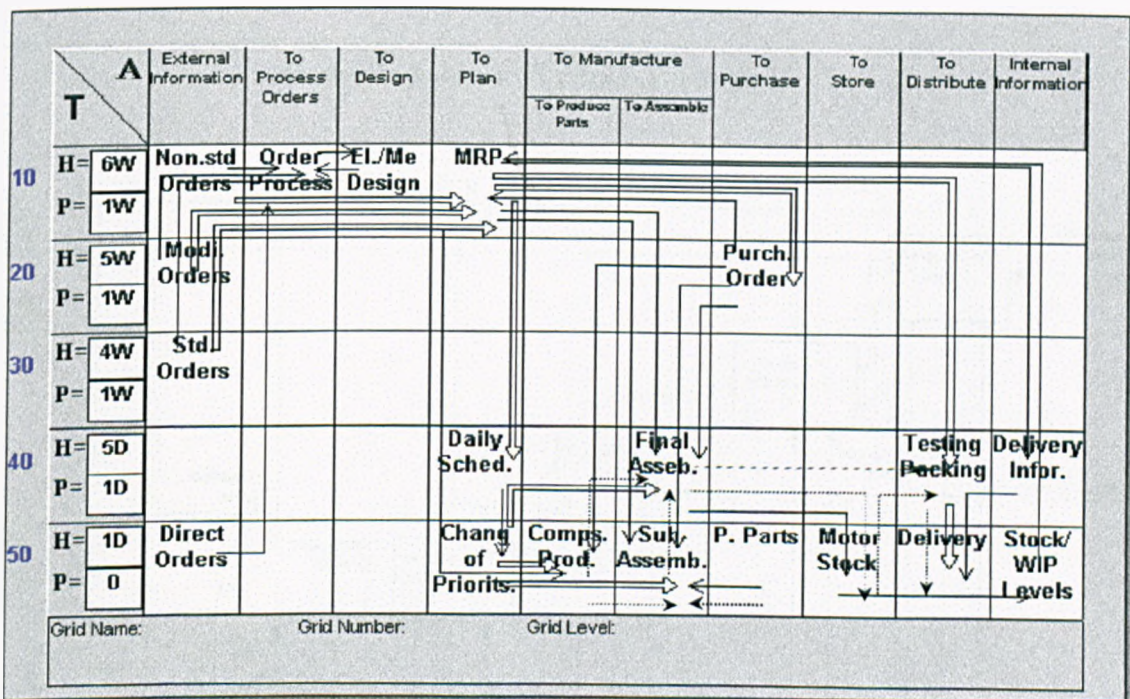 A
T
External Information
To Process Orders
To Design
To Plan
To Manufacture
To Purchase
To Store
To Distribute
Internal Information
To Produce Parts
To Assemble
10
H= 6W
P= 1W
Non.std Orders
Order Process
El./Me Design
MRP
20
H= 5W
P= 1W
Modi. Orders
Purch. Order
30
H= 4W
P= 1W
Std. Orders
40
H= 5D
P= 1D
Daily Sched.
Final Asseb.
Testing Packing
Delivery Infor.
50
H= 1D
P= 0
Direct Orders
Chang of Priorits.
Comps. Prod.
Sub Assemb.
P. Parts
Motor Stock
Delivery
Stock/ WIP Levels
Grid Name:
Grid Number:
Grid Level: